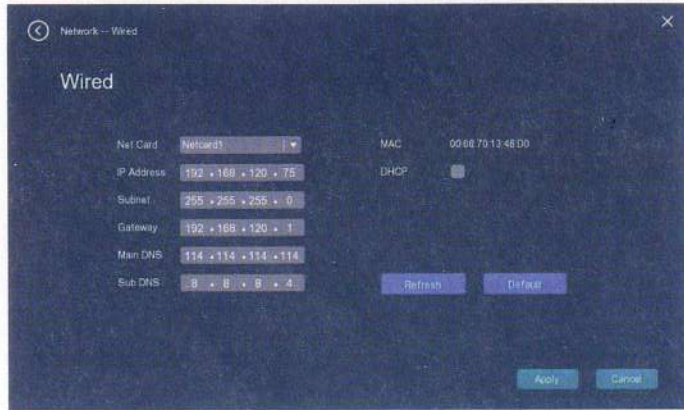 Network -- Wired
Wired
Net Card Netcard1
MAC 00:68:70:13:48:D0
IP Address 192 . 168 . 120 . 75
DHCP
Subnet 255 . 255 . 255 . 0
Gateway 192 . 168 . 120 . 1
Main DNS 114 . 114 . 114 . 114
Sub DNS 8 . 8 . 8 . 4
Refresh Default
Apply Cancel